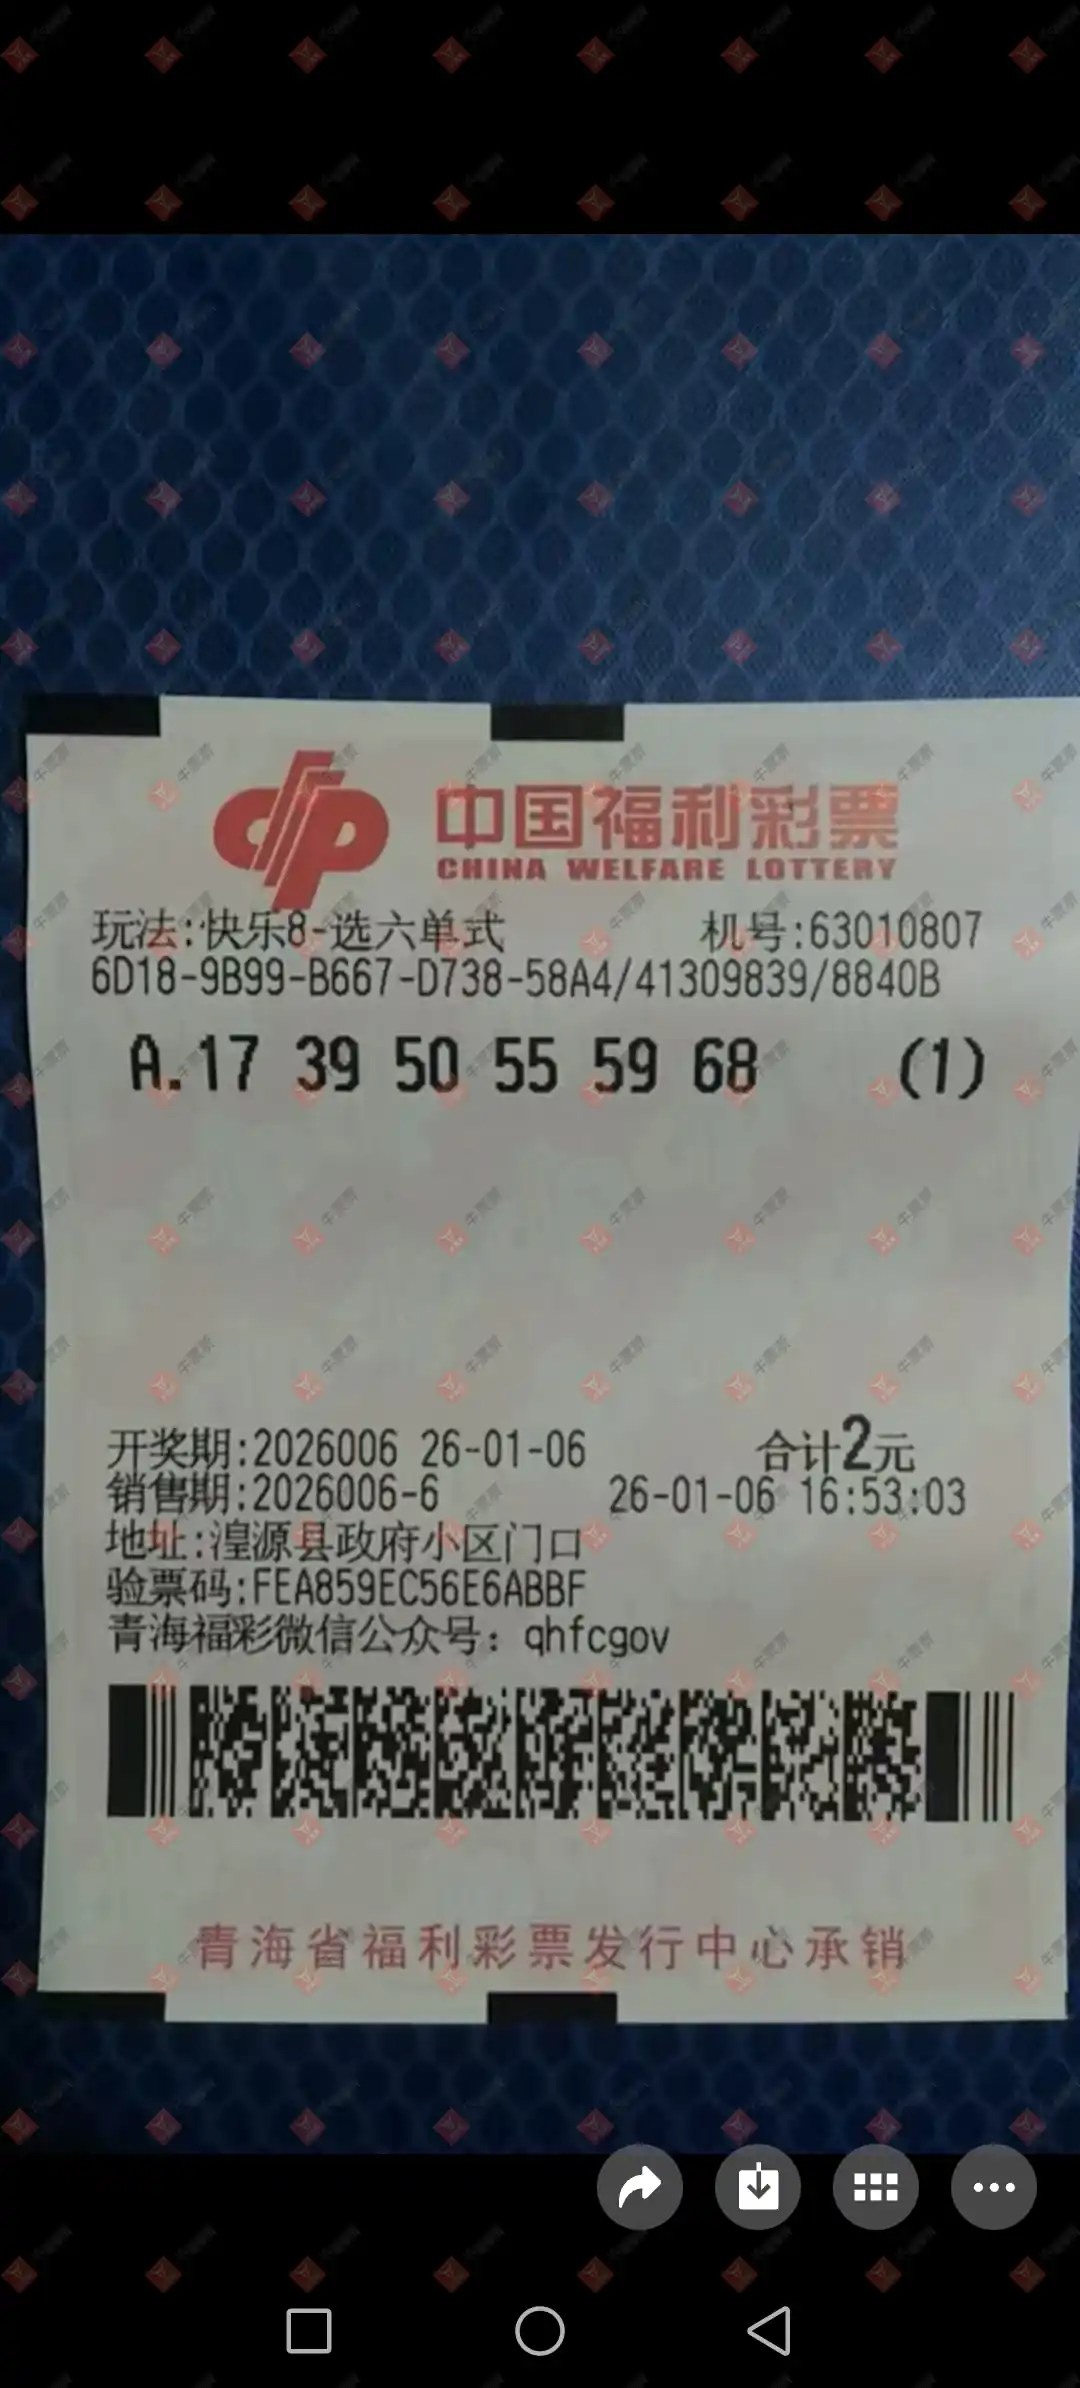 中国福利彩票
CHINA WELFARE LOTTERY
玩法:快乐8-选六单式 机号:63010807
6D18-9B99-B667-D738-58A4/41309839/8840B
A.17 39 50 55 59 68 (1)
开奖期:2026006 26-01-06 合计2元
销售期:2026006-6 26-01-06 16:53:03
地址:湟源县政府小区门口
验票码:FEA859EC56E6ABBF
青海福彩微信公众号：qhfcgov
青海省福利彩票发行中心承销